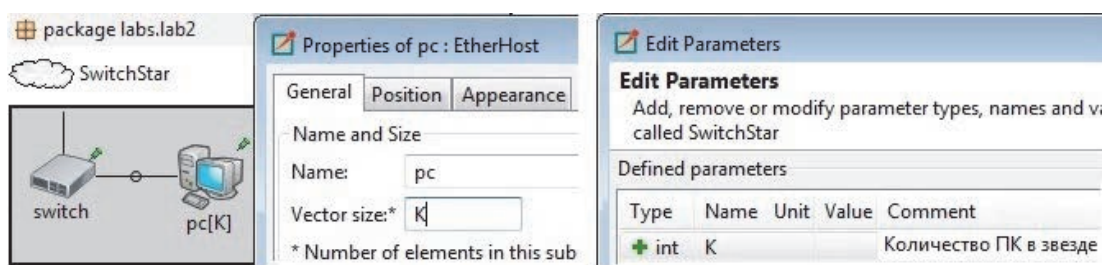 package labs.lab2
SwitchStar
switch
pc[K]
Properties of pc : EtherHost
General Position Appearance
Name and Size
Name: pc
Vector size:* K
* Number of elements in this sub
Edit Parameters
Edit Parameters
Add, remove or modify parameter types, names and va
called SwitchStar
Defined parameters
Type Name Unit Value Comment
int K Количество ПК в звезде